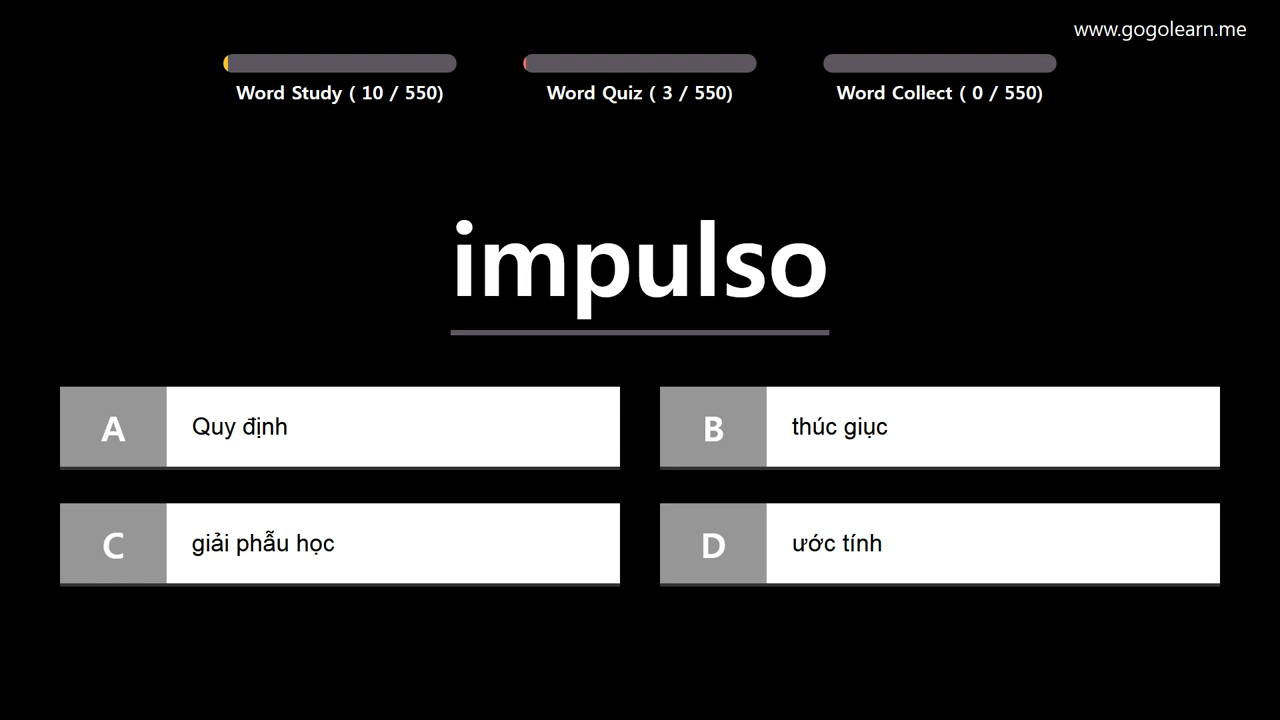 www.gogolearn.me
Word Study ( 10 / 550)
Word Quiz ( 3 / 550)
Word Collect ( 0 / 550)
impulso
A Quy định
B thúc giục
C giải phẫu học
D ước tính